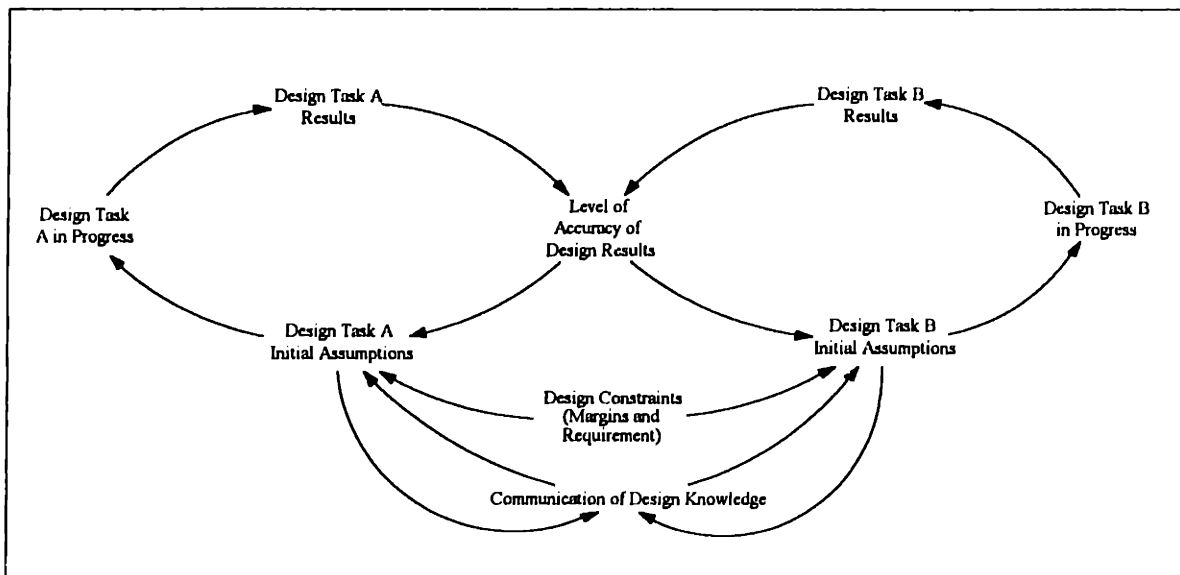 Design Task A
Results
Design Task B
Results
Design Task
A in Progress
Level of
Accuracy of
Design Results
Design Task B
in Progress
Design Task A
Initial Assumptions
Design Task B
Initial Assumptions
Design Constraints
(Margins and
Requirement)
Communication of Design Knowledge